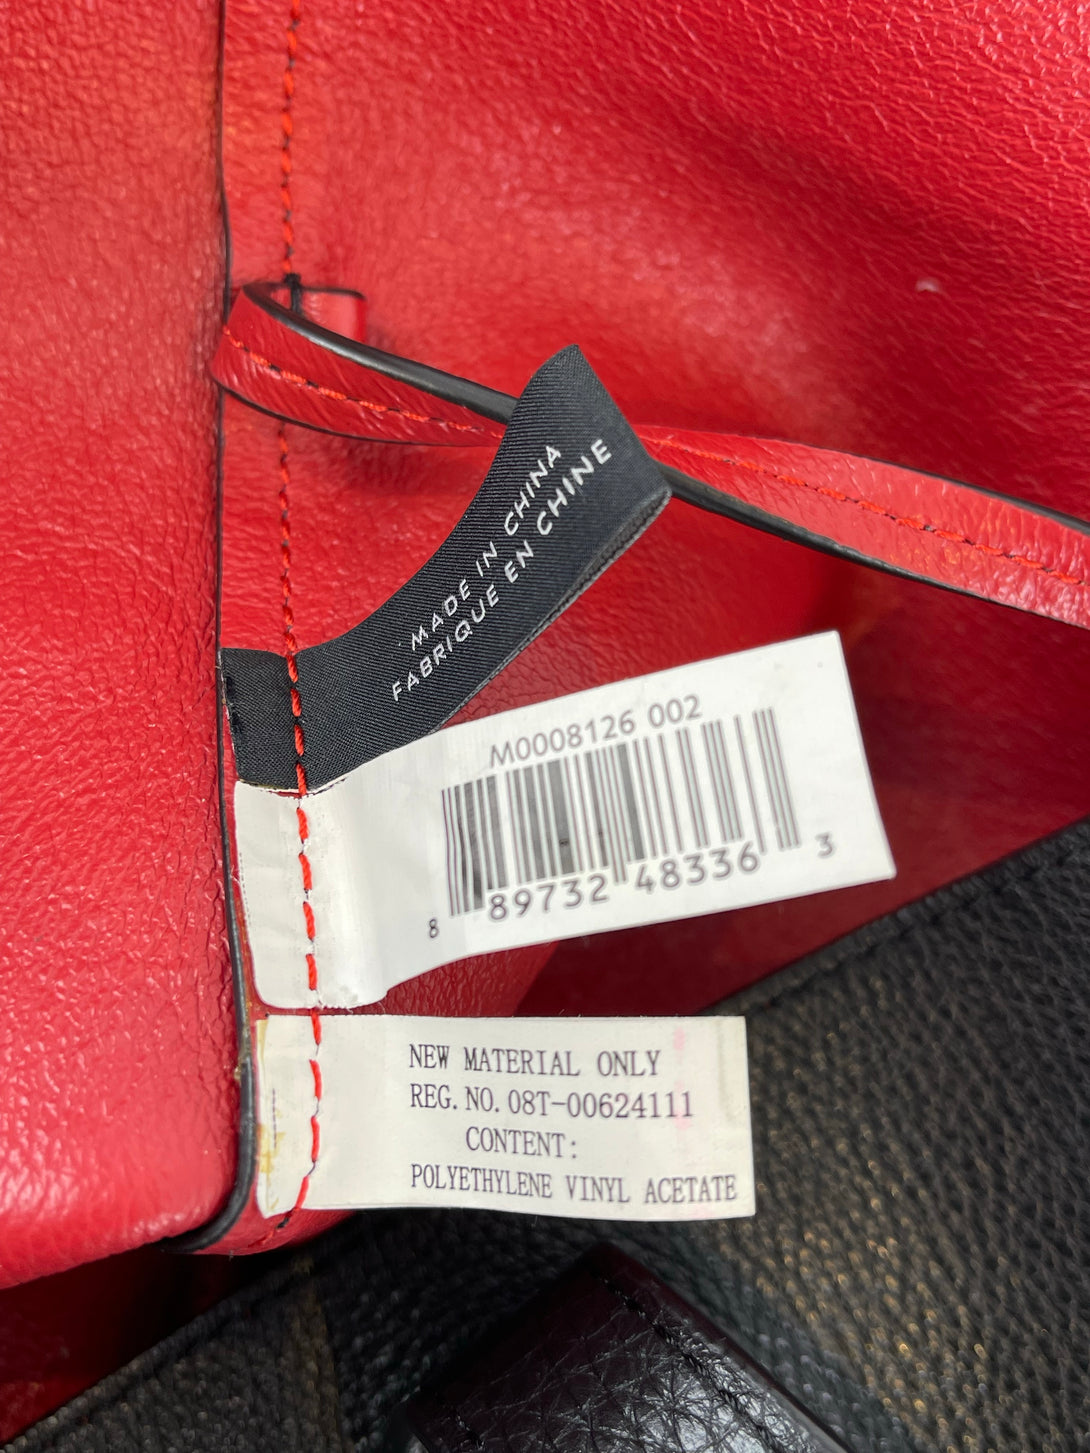 MADE IN CHINA
FABRIQUE EN CHINE
M0008126 002
8 89732 48336 3
NEW MATERIAL ONLY
REG. NO. 08T-00624111
CONTENT:
POLYETHYLENE VINYL ACETATE